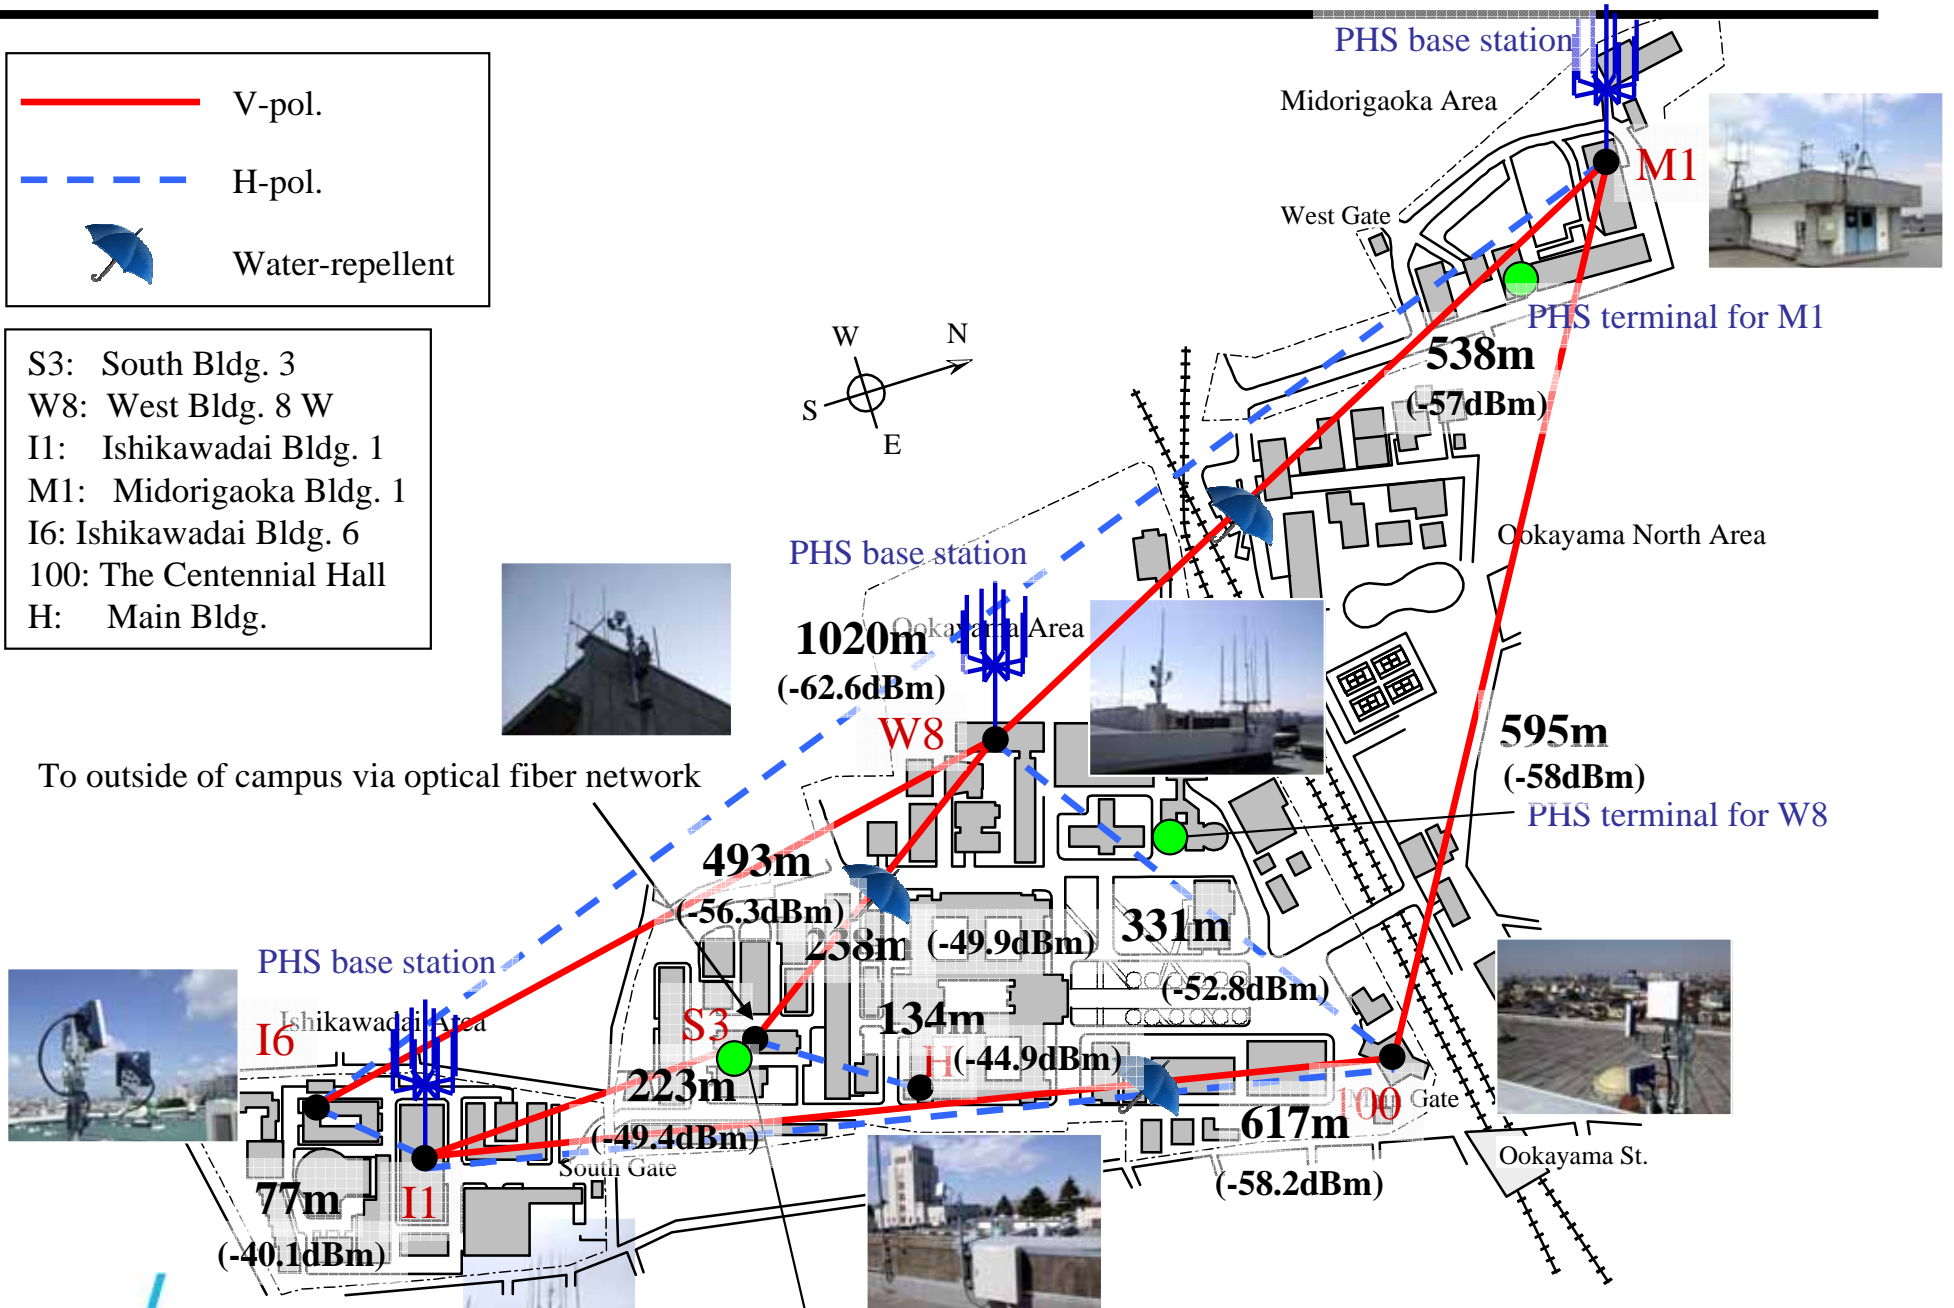 PHS base station
V-pol.
H-pol.
Water-repellent
Midorigaoka Area
M1
West Gate
PHS terminal for M1
S3: South Bldg. 3
W8: West Bldg. 8 W
I1: Ishikawadai Bldg. 1
M1: Midorigaoka Bldg. 1
I6: Ishikawadai Bldg. 6
100: The Centennial Hall
H: Main Bldg.
W
N
S
E
538m
(-57dBm)
Ookayama North Area
PHS base station
Ookayama Area
1020m
(-62.6dBm)
W8
595m
(-58dBm)
PHS terminal for W8
To outside of campus via optical fiber network
493m
(-56.3dBm)
238m
(-49.9dBm)
331m
(-52.8dBm)
PHS base station
Ishikawadai Area
I6
S3
134m
H
(-44.9dBm)
223m
(-49.4dBm)
South Gate
100
Main Gate
617m
(-58.2dBm)
Ookayama St.
77m
I1
(-40.1dBm)